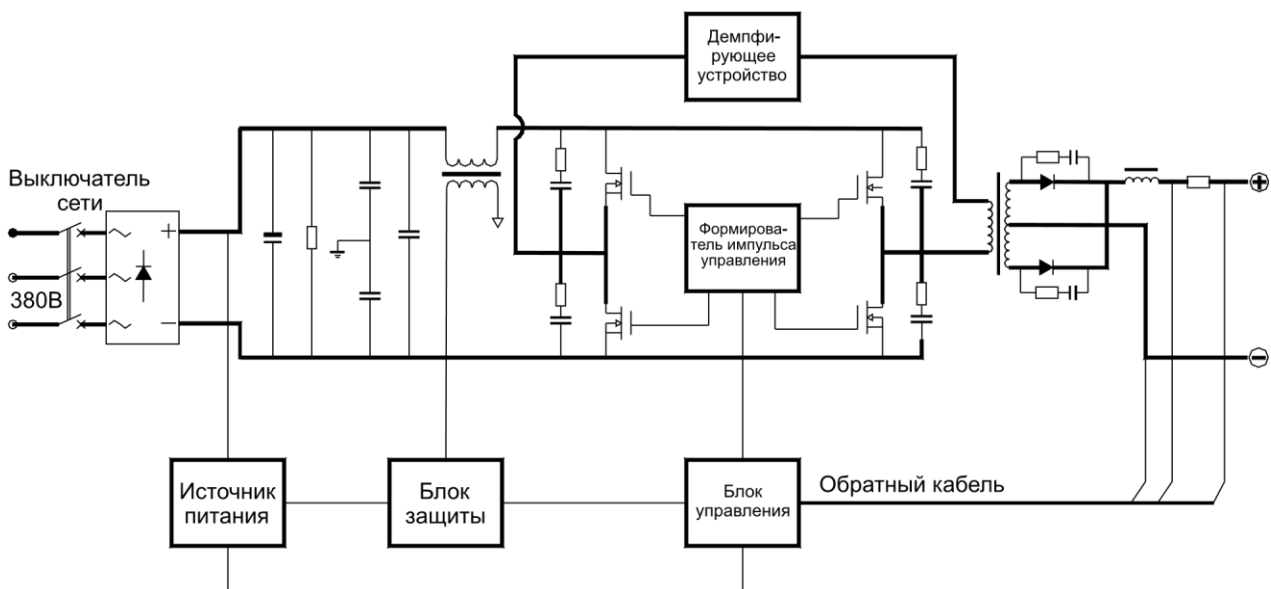 Демпфи-
рующее
устройство
Выключатель
сети
380В
+
−
Формирова-
тель импульса
управления
+
−
Источник
питания
Блок
защиты
Блок
управления
Обратный кабель